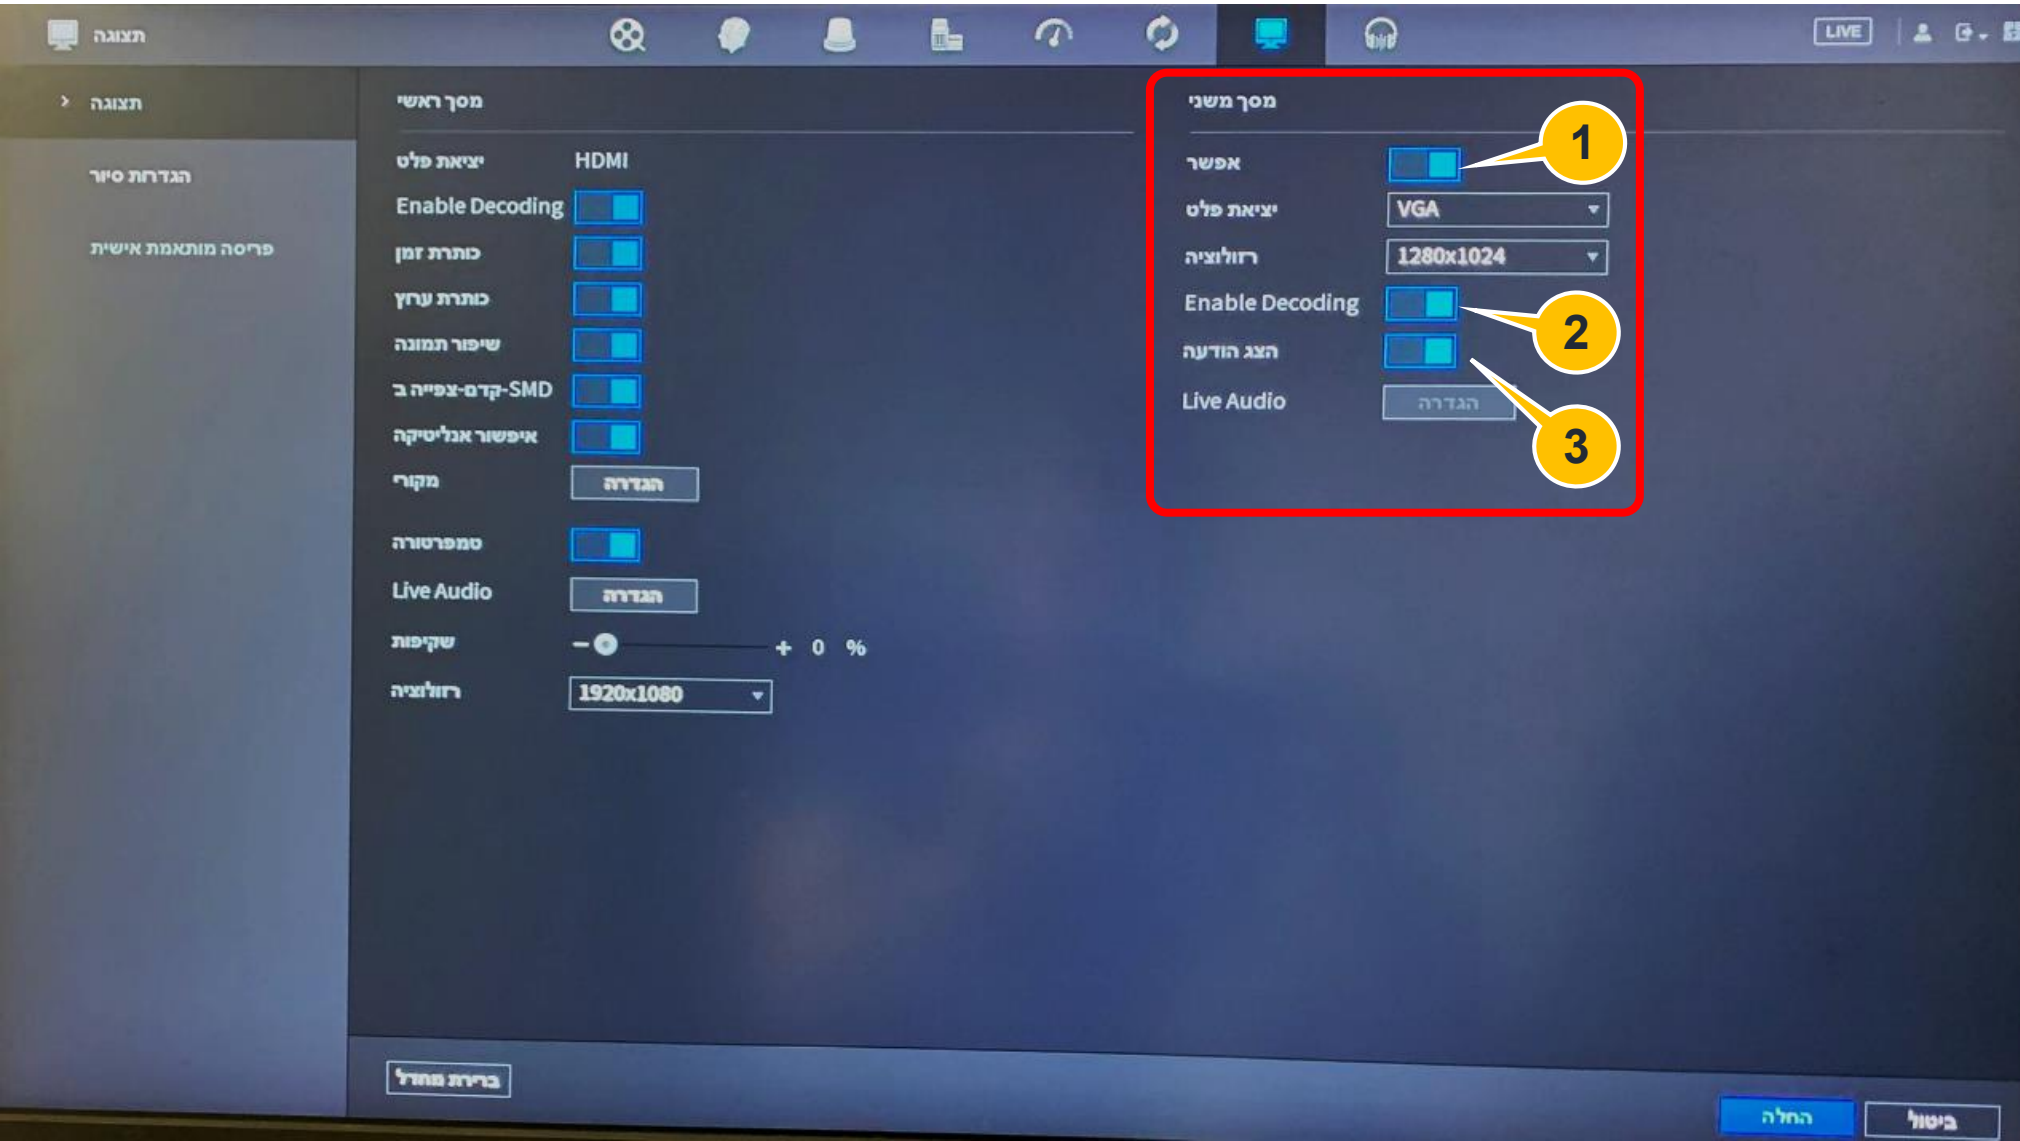 תצוגה
LIVE
תצוגה
הגדרות סיור
פריסה מותאמת אישית
מסך ראשי
יציאת פלט HDMI
Enable Decoding
כותרת זמן
כותרת ערוץ
שיפור תמונה
קדם-צפייה ב-SMD
איפשור אנליטיקה
מקורי הגדרה
טמפרטורה
Live Audio הגדרה
שקיפות - + 0 %
רזולוציה 1920x1080
מסך משני
אפשר
יציאת פלט VGA
רזולוציה 1280x1024
Enable Decoding
הצג הודעה
Live Audio הגדרה
1
2
3
ברירת מחדל
החלה
ביטול